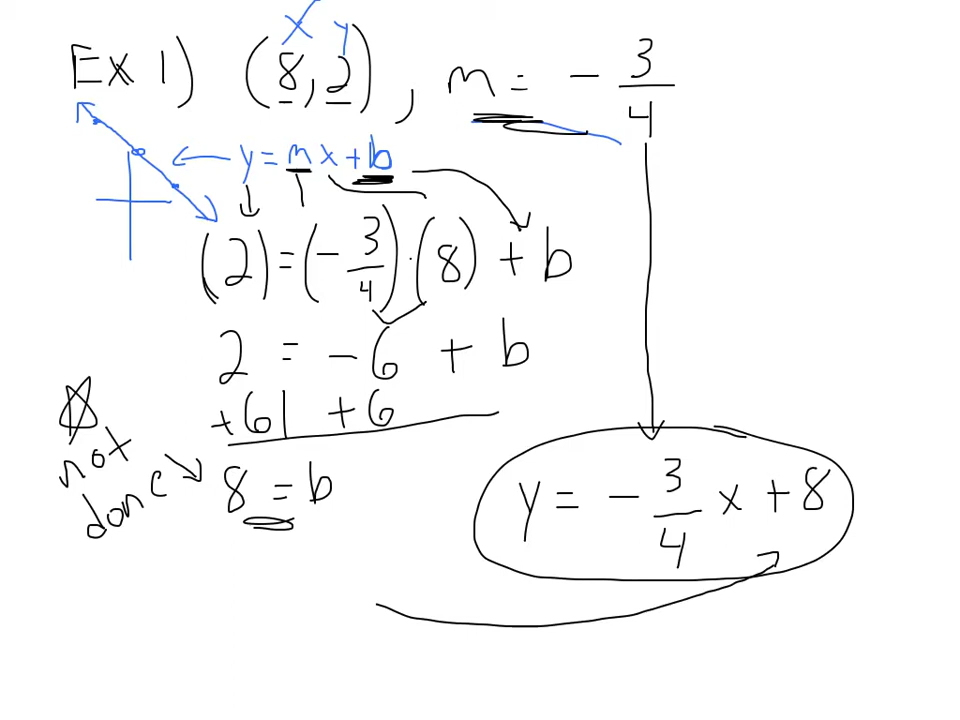 x y
Ex 1) (8, 2), m = - 3/4
y = mx + b
(2) = (- 3/4) · (8) + b
2 = - 6 + b
+6 | + 6
not done 8 = b
y = - 3/4 x + 8